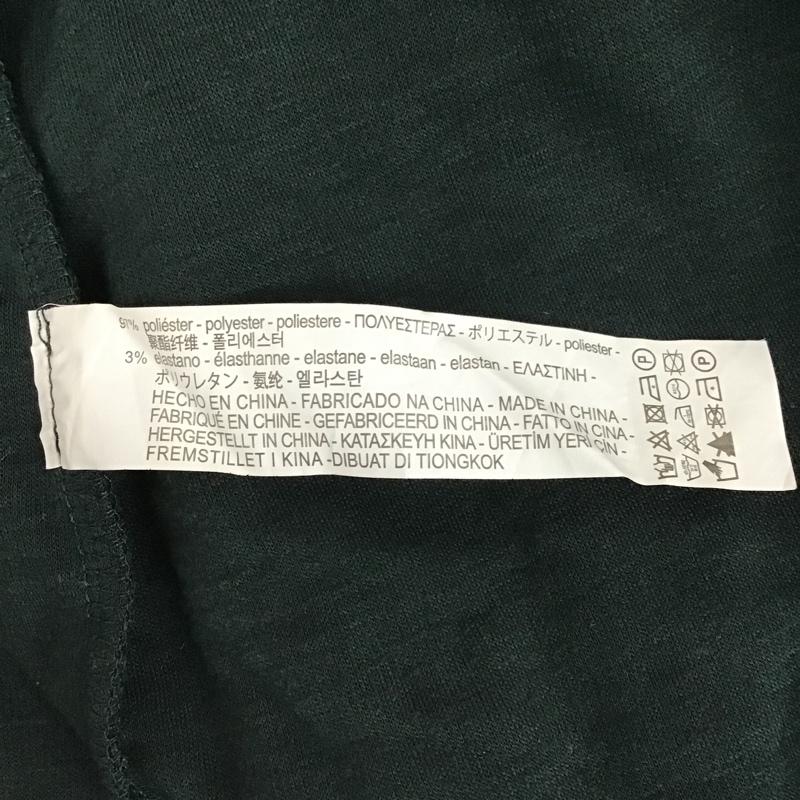 97% poliéster - polyester - poliestere - ΠΟΛΥΕΣΤΕΡΑΣ - ポリエステル - poliester -
聚酯纤维 - 폴리에스터
3% elastano - élasthanne - elastane - elastaan - elastan - ΕΛΑΣΤΙΝΗ -
ポリウレタン - 氨纶 - 엘라스탄
HECHO EN CHINA - FABRICADO NA CHINA - MADE IN CHINA -
FABRIQUÉ EN CHINE - GEFABRICEERD IN CHINA - FATTO IN CINA -
HERGESTELLT IN CHINA - ΚΑΤΑΣΚΕΥΗ ΚΙΝΑ - ÜRETİM YERİ ÇİN -
FREMSTILLET I KINA -DIBUAT DI TIONGKOK
P P